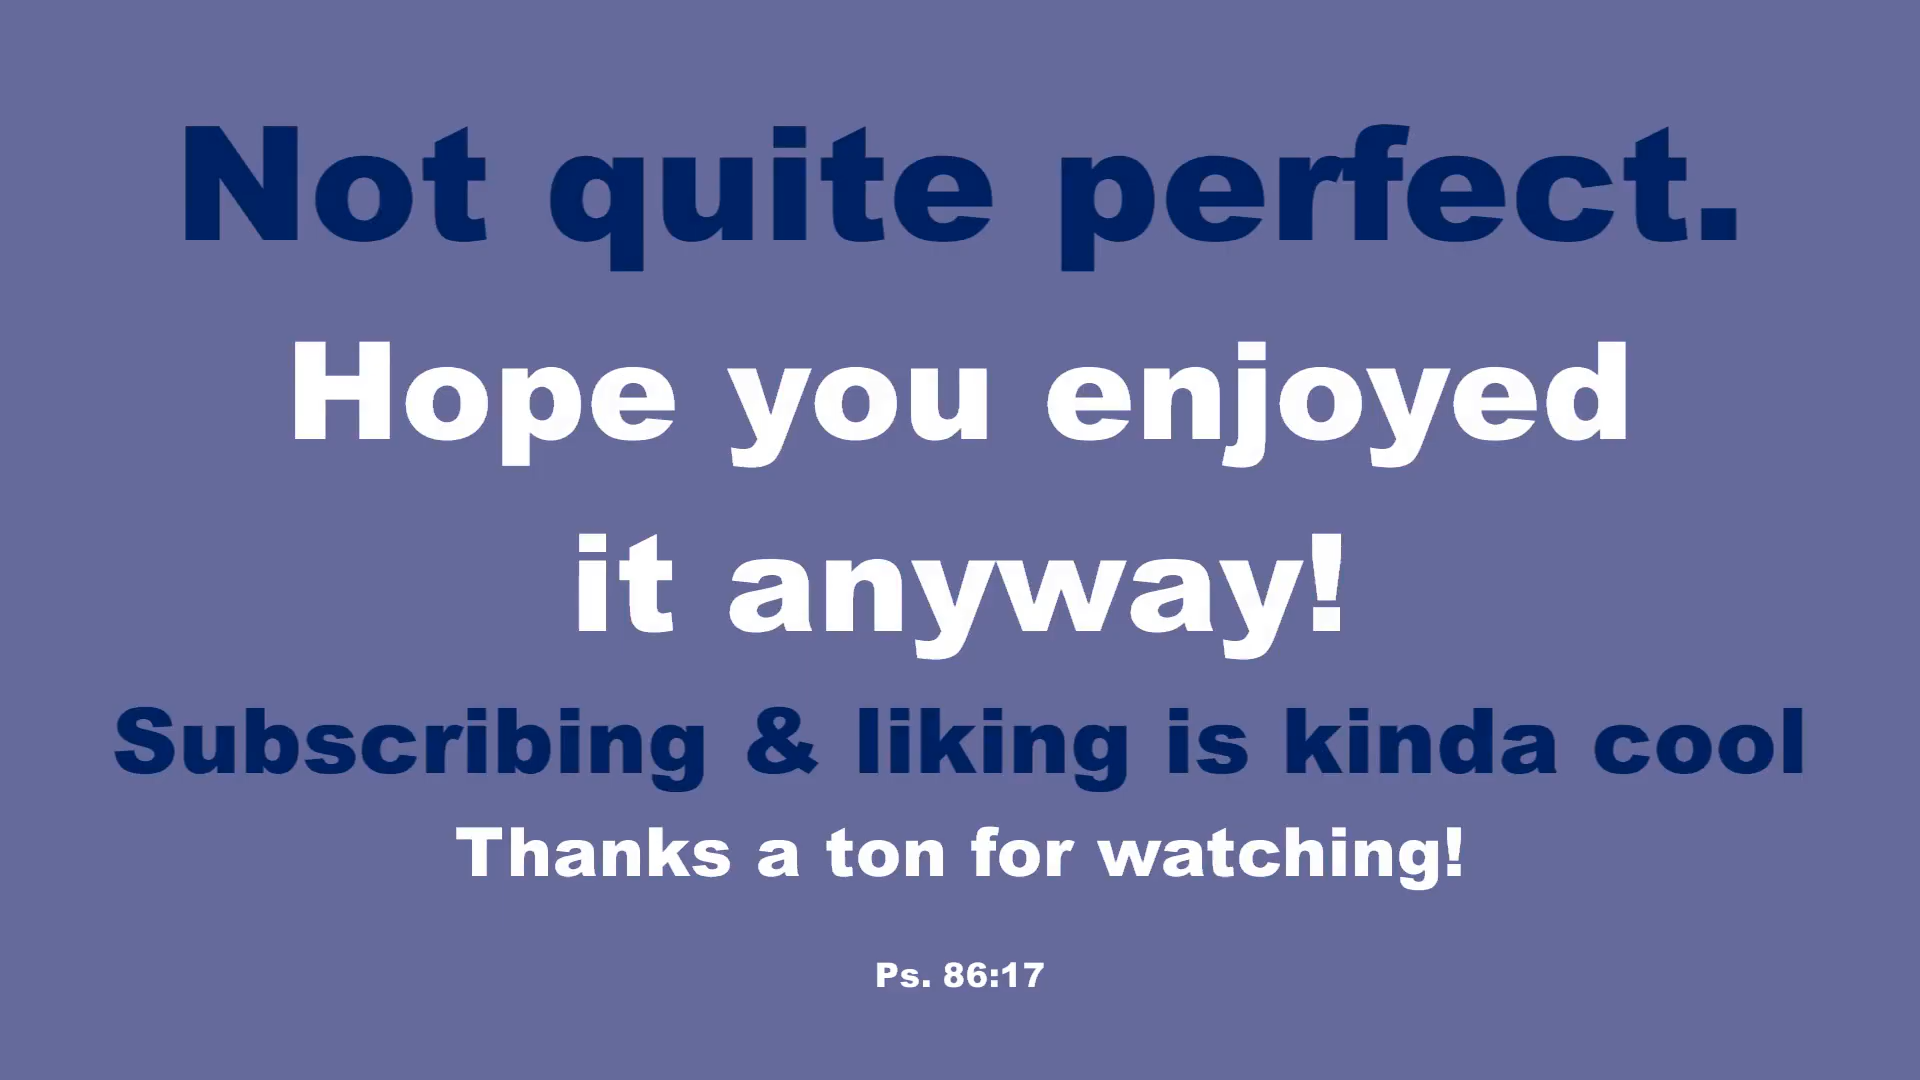 Not quite perfect.
Hope you enjoyed
it anyway!
Subscribing & liking is kinda cool
Thanks a ton for watching!
Ps. 86:17